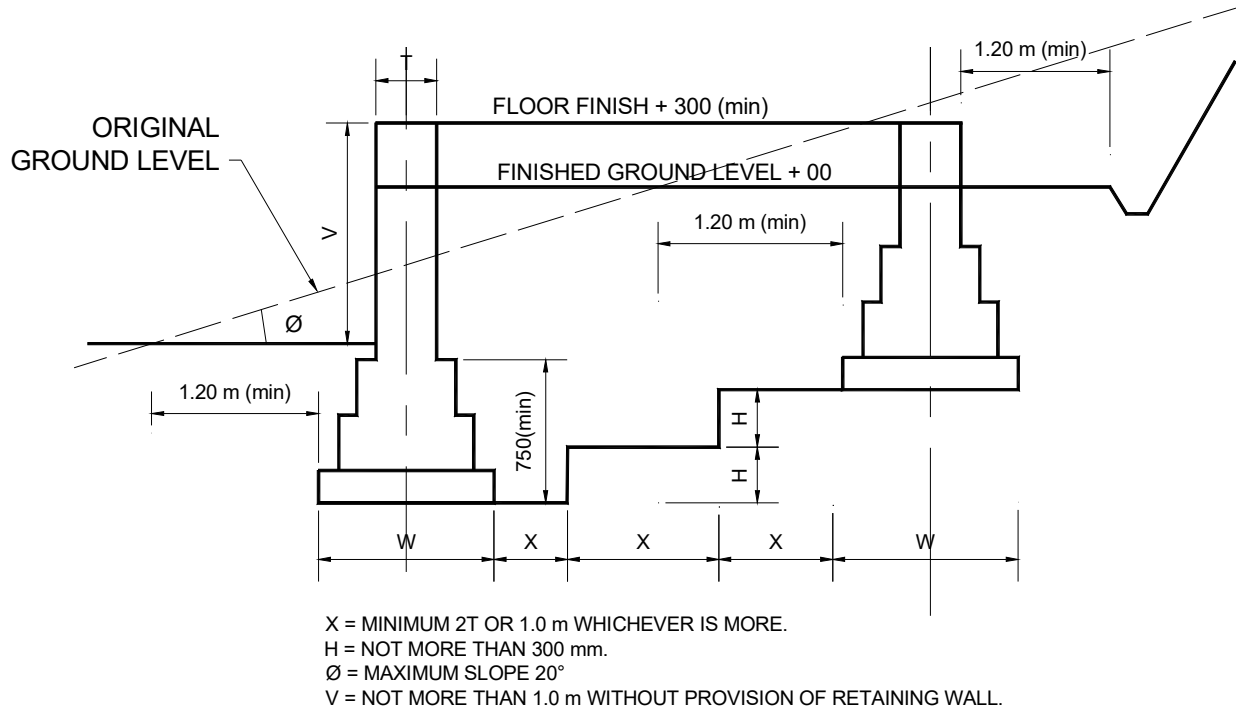 T
1.20 m (min)
FLOOR FINISH + 300 (min)
ORIGINAL
GROUND LEVEL
FINISHED GROUND LEVEL + 00
V
1.20 m (min)
Ø
1.20 m (min)
750(min)
H
H
W
X
X
X
W
X = MINIMUM 2T OR 1.0 m WHICHEVER IS MORE.
H = NOT MORE THAN 300 mm.
Ø = MAXIMUM SLOPE 20°
V = NOT MORE THAN 1.0 m WITHOUT PROVISION OF RETAINING WALL.